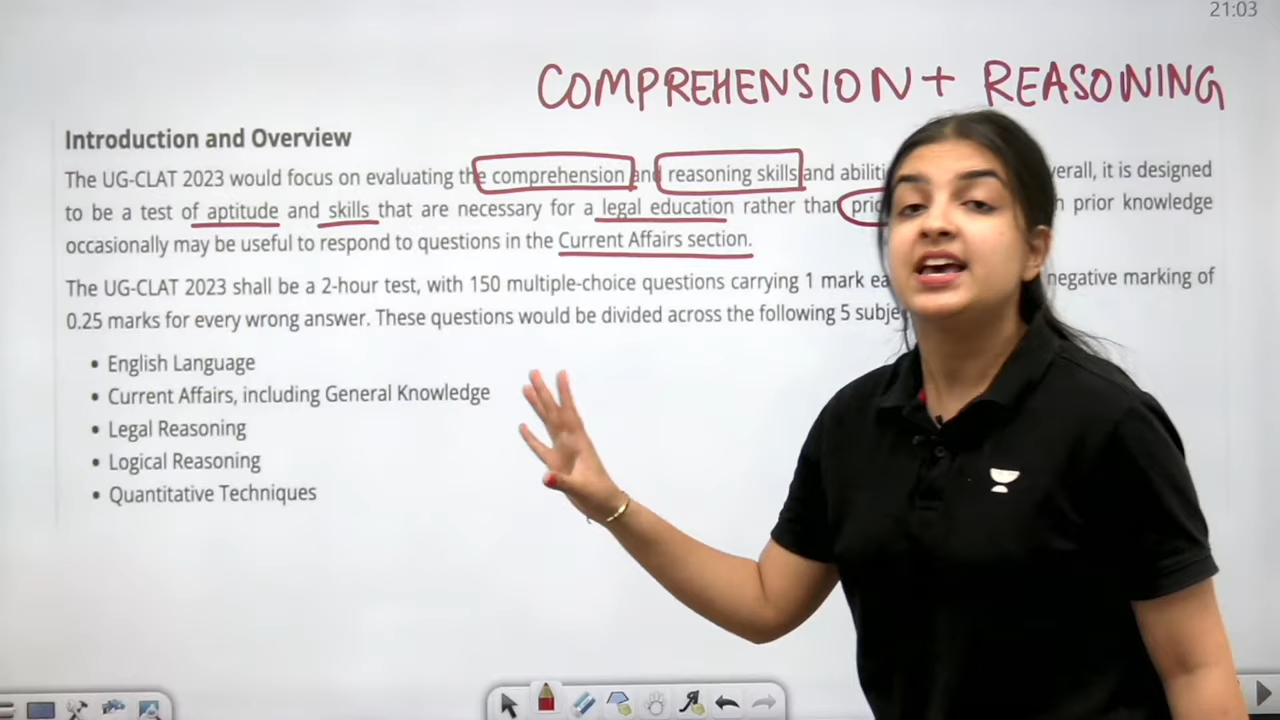 21:03
COMPREHENSION + REASONING
Introduction and Overview
The UG-CLAT 2023 would focus on evaluating the comprehension and reasoning skills and abiliti verall, it is designed
to be a test of aptitude and skills that are necessary for a legal education rather than prior knowledge
occasionally may be useful to respond to questions in the Current Affairs section.
The UG-CLAT 2023 shall be a 2-hour test, with 150 multiple-choice questions carrying 1 mark ea negative marking of
0.25 marks for every wrong answer. These questions would be divided across the following 5 subje
• English Language
• Current Affairs, including General Knowledge
• Legal Reasoning
• Logical Reasoning
• Quantitative Techniques